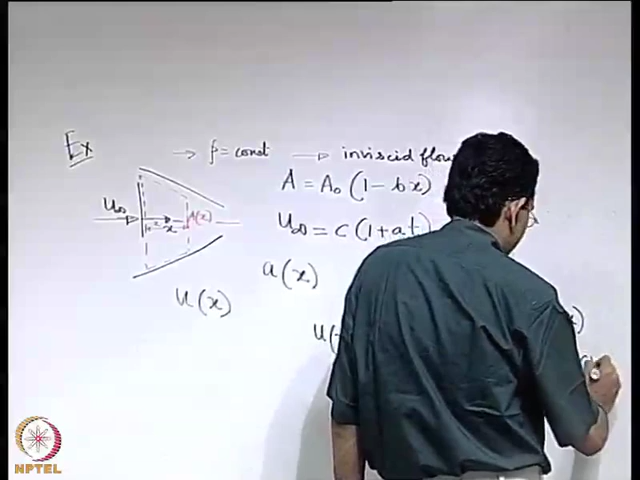 Ex → ρ = const → inviscid flow
A = A₀ (1 - bx)
U∞ A(x) x
U∞ = c (1 + at)
a(x)
u(x)
u(
x)
NPTEL